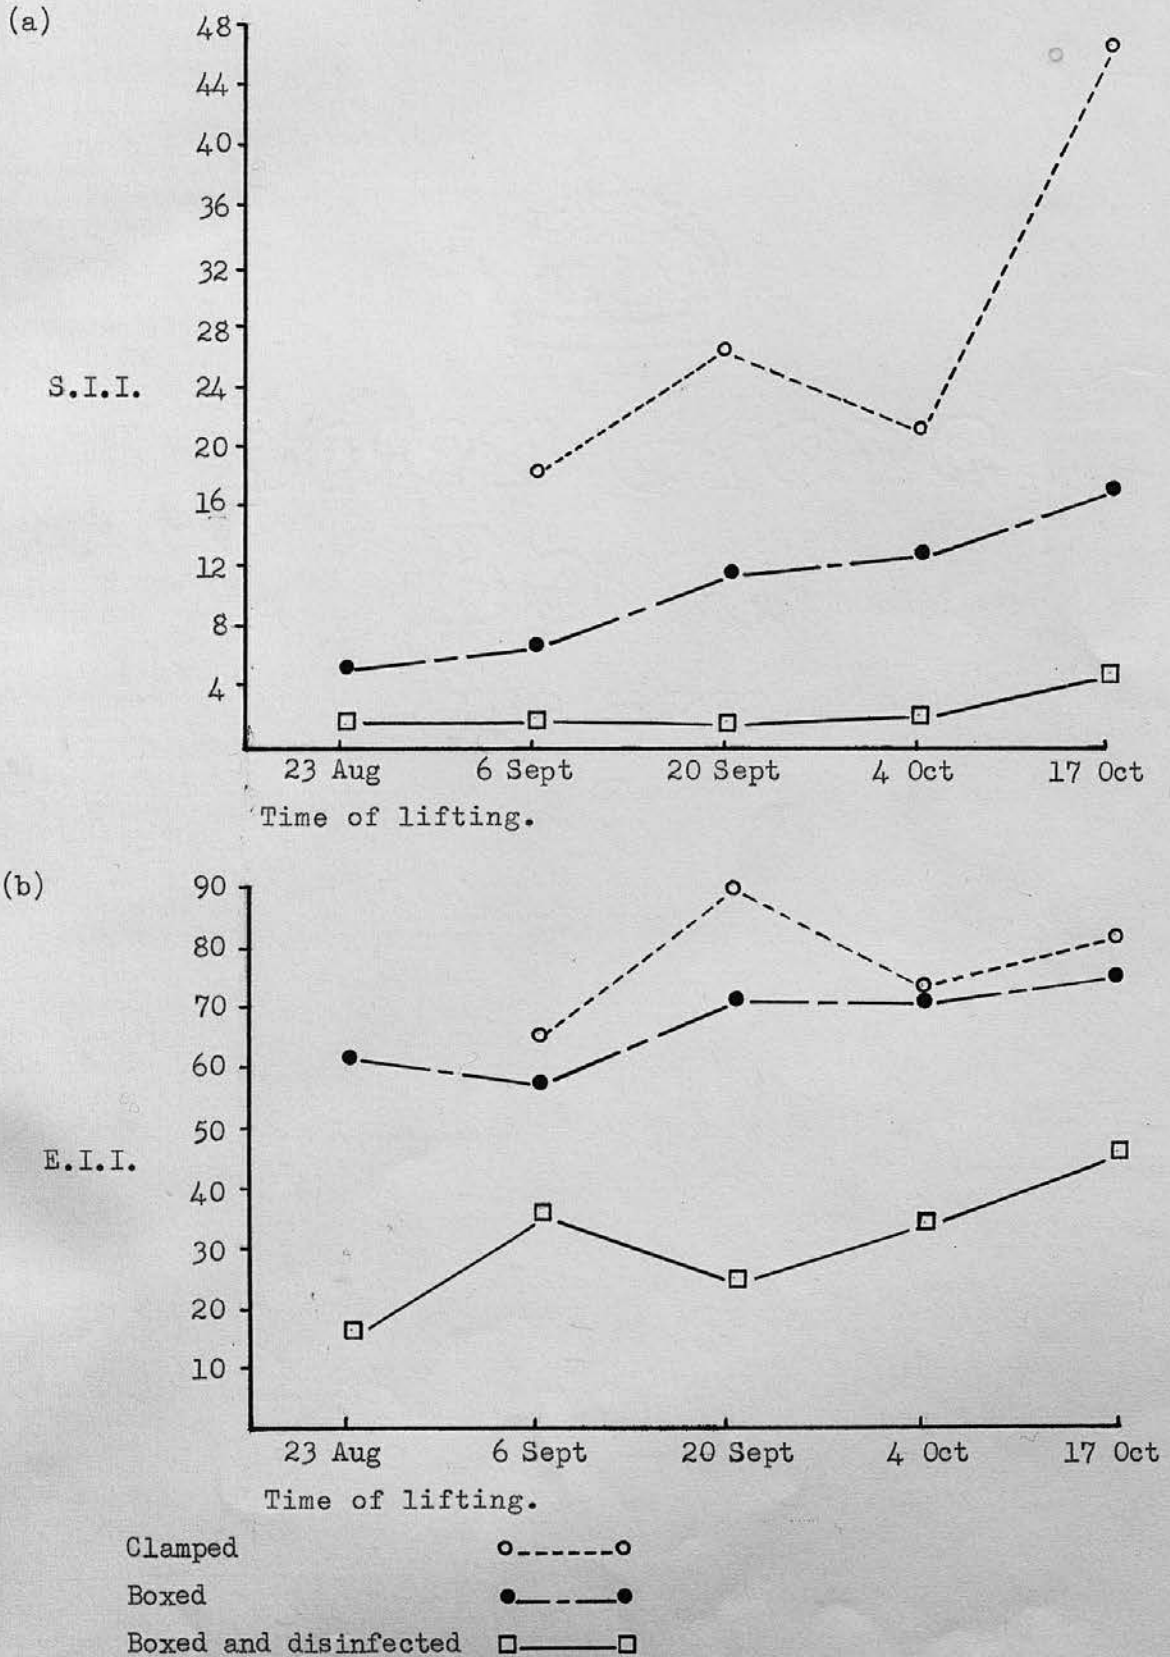 (a)
48
44
40
36
32
28
S.I.I. 24
20
16
12
8
4
23 Aug 6 Sept 20 Sept 4 Oct 17 Oct
Time of lifting.
(b)
90
80
70
60
50
E.I.I.
40
30
20
10
23 Aug 6 Sept 20 Sept 4 Oct 17 Oct
Time of lifting.
Clamped
Boxed
Boxed and disinfected